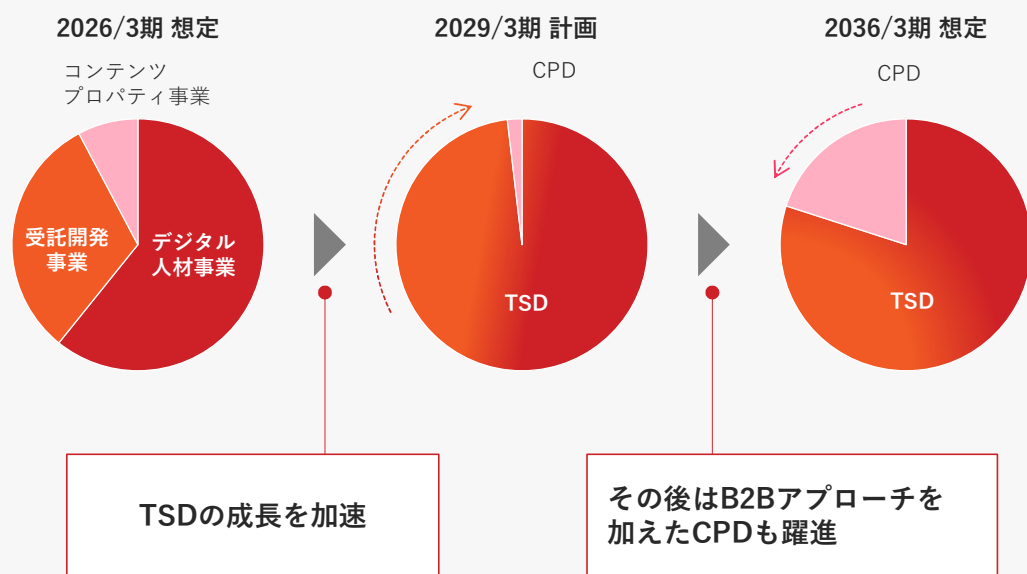 2026/3期 想定
2029/3期 計画
2036/3期 想定
コンテンツ
プロパティ事業
CPD
CPD
受託開発
事業
デジタル
人材事業
TSD
TSD
TSDの成長を加速
その後はB2Bアプローチを
加えたCPDも躍進